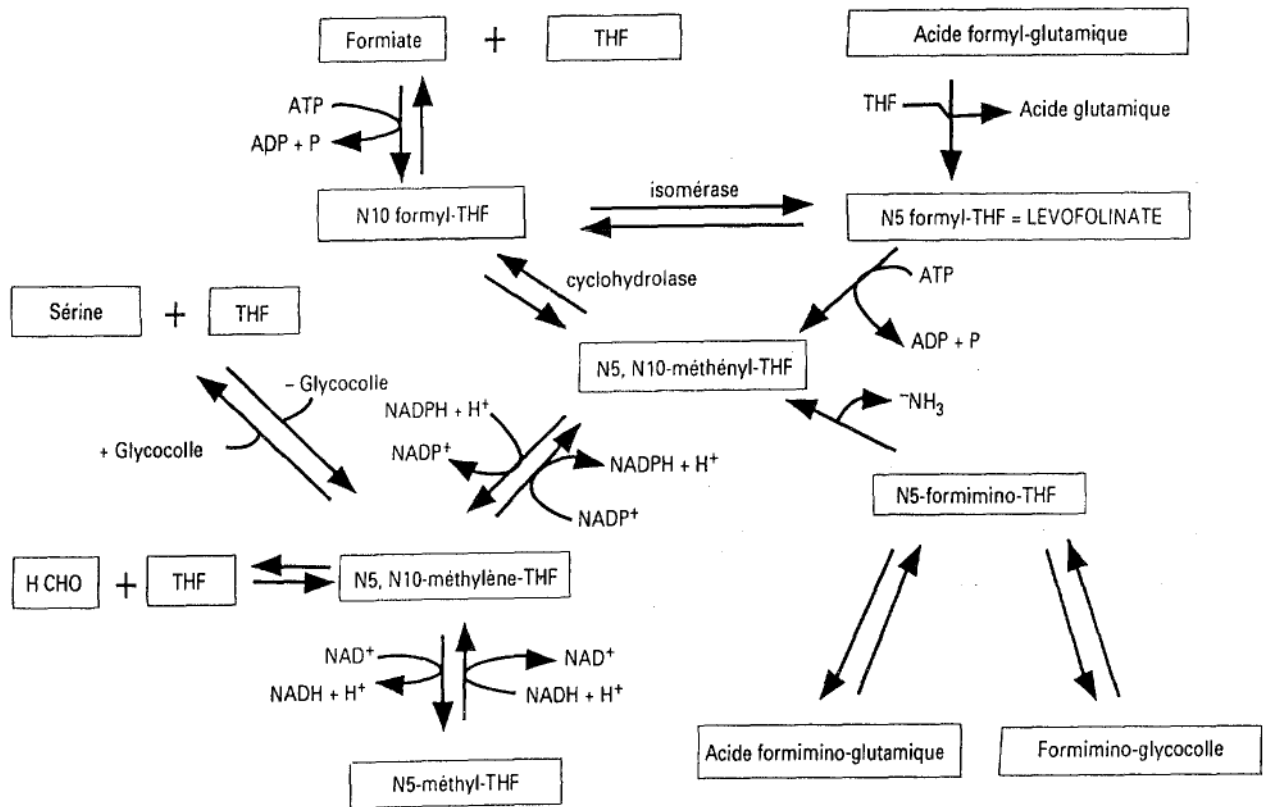 Formiate + THF
Acide formyl-glutamique
ATP
ADP + P
THF
Acide glutamique
N10 formyl-THF
isomérase
N5 formyl-THF = LEVOFOLINATE
cyclohydrolase
ATP
ADP + P
Sérine + THF
N5, N10-méthényl-THF
– Glycocolle
+ Glycocolle
NADPH + H+
NADP+
NADPH + H+
NADP+
-NH3
N5-formimino-THF
H CHO + THF
N5, N10-méthylène-THF
NAD+
NADH + H+
NAD+
NADH + H+
Acide formimino-glutamique
Formimino-glycocolle
N5-méthyl-THF